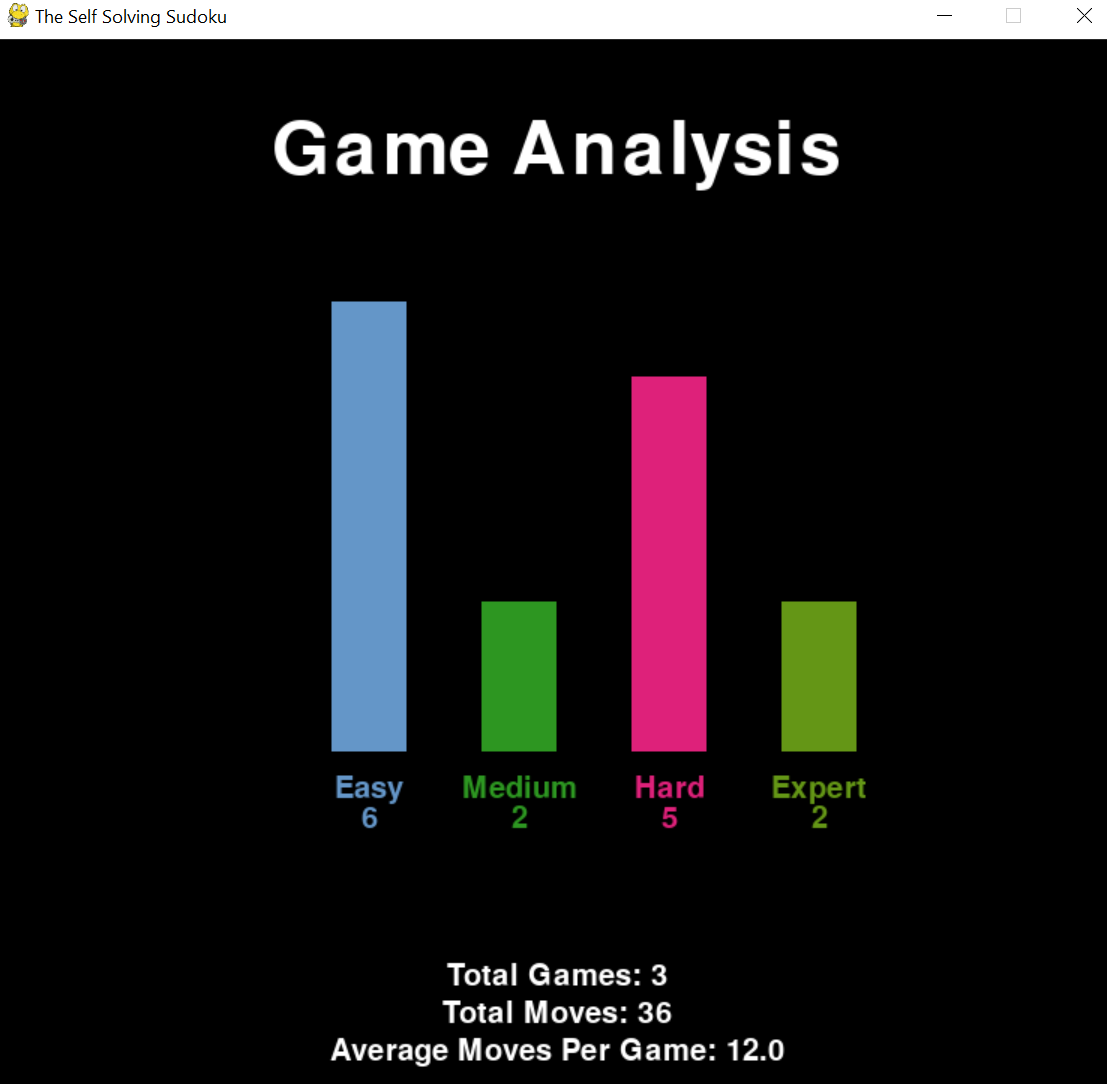 The Self Solving Sudoku
Game Analysis
Easy Medium Hard Expert
6 2 5 2
Total Games: 3
Total Moves: 36
Average Moves Per Game: 12.0